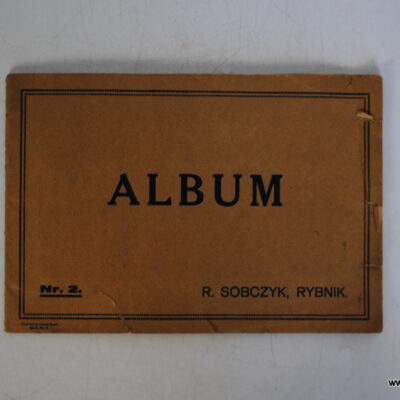 ALBUM
Nr. 2.
R. SOBCZYK, RYBNIK.